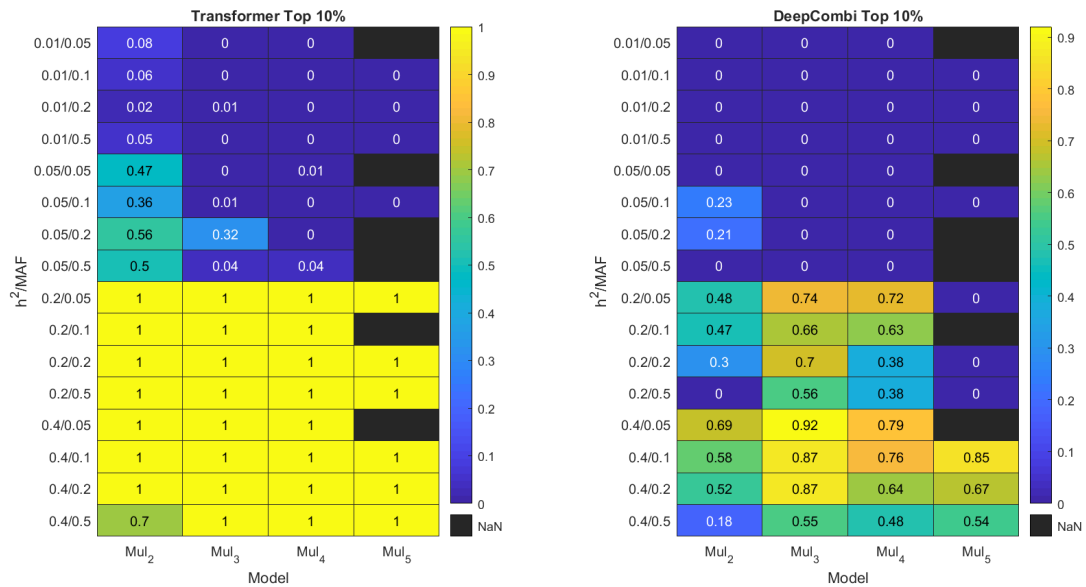 Transformer Top 10%
h²/MAF
0.01/0.05 0.08 0 0
0.01/0.1 0.06 0 0 0
0.01/0.2 0.02 0.01 0 0
0.01/0.5 0.05 0 0 0
0.05/0.05 0.47 0 0.01
0.05/0.1 0.36 0.01 0 0
0.05/0.2 0.56 0.32 0
0.05/0.5 0.5 0.04 0.04
0.2/0.05 1 1 1 1
0.2/0.1 1 1 1
0.2/0.2 1 1 1 1
0.2/0.5 1 1 1 1
0.4/0.05 1 1 1
0.4/0.1 1 1 1 1
0.4/0.2 1 1 1 1
0.4/0.5 0.7 1 1 1
Mul₂ Mul₃ Mul₄ Mul₅
Model
1
0.9
0.8
0.7
0.6
0.5
0.4
0.3
0.2
0.1
0
NaN
DeepCombi Top 10%
h²/MAF
0.01/0.05 0 0 0
0.01/0.1 0 0 0 0
0.01/0.2 0 0 0 0
0.01/0.5 0 0 0 0
0.05/0.05 0 0 0
0.05/0.1 0.23 0 0 0
0.05/0.2 0.21 0 0
0.05/0.5 0 0 0
0.2/0.05 0.48 0.74 0.72 0
0.2/0.1 0.47 0.66 0.63
0.2/0.2 0.3 0.7 0.38 0
0.2/0.5 0 0.56 0.38 0
0.4/0.05 0.69 0.92 0.79
0.4/0.1 0.58 0.87 0.76 0.85
0.4/0.2 0.52 0.87 0.64 0.67
0.4/0.5 0.18 0.55 0.48 0.54
Mul₂ Mul₃ Mul₄ Mul₅
Model
0.9
0.8
0.7
0.6
0.5
0.4
0.3
0.2
0.1
0
NaN